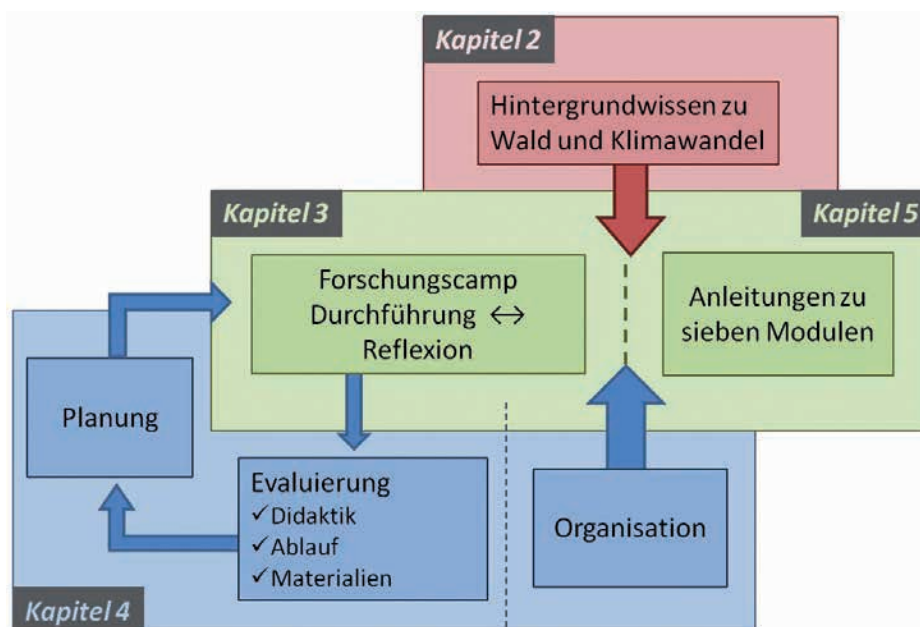 Kapitel 2
Hintergrundwissen zu
Wald und Klimawandel
Kapitel 3
Kapitel 5
Forschungscamp
Durchführung ↔
Reflexion
Anleitungen zu
sieben Modulen
Planung
Evaluierung
✓Didaktik
✓Ablauf
✓Materialien
Organisation
Kapitel 4